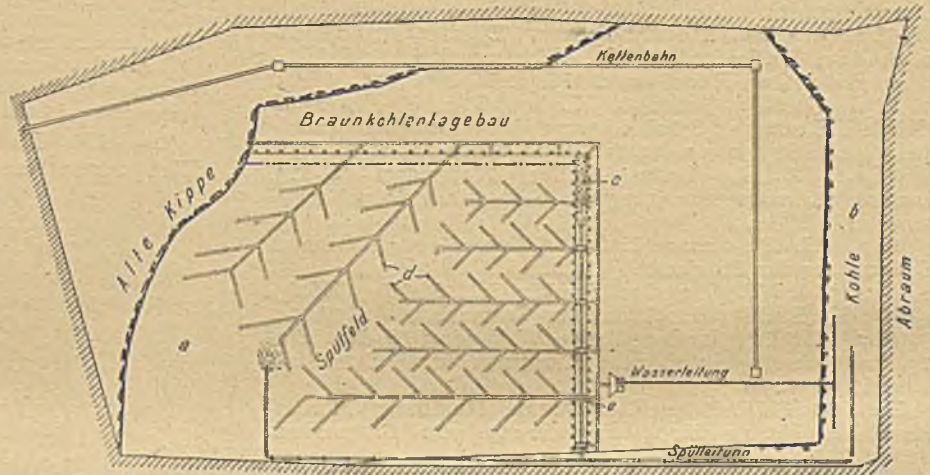 Kettenbahn
Braunkohlentagebau
c
Alte Kippe
b
Kohle
Abraum
d
a
Spülfeld
Wasserleitung
e
Spülleitung